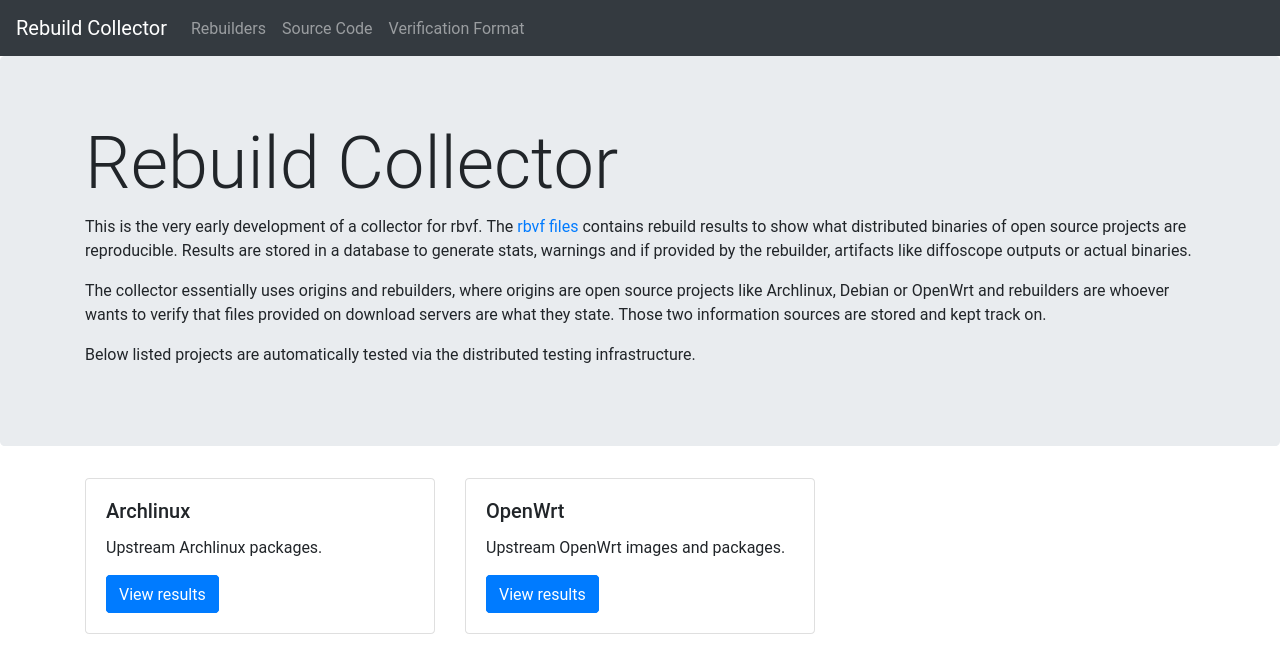 Rebuild Collector Rebuilders Source Code Verification Format
Rebuild Collector
This is the very early development of a collector for rbvf. The rbvf files contains rebuild results to show what distributed binaries of open source projects are
reproducible. Results are stored in a database to generate stats, warnings and if provided by the rebuilder, artifacts like diffoscope outputs or actual binaries.
The collector essentially uses origins and rebuilders, where origins are open source projects like Archlinux, Debian or OpenWrt and rebuilders are whoever
wants to verify that files provided on download servers are what they state. Those two information sources are stored and kept track on.
Below listed projects are automatically tested via the distributed testing infrastructure.
Archlinux
Upstream Archlinux packages.
View results
OpenWrt
Upstream OpenWrt images and packages.
View results